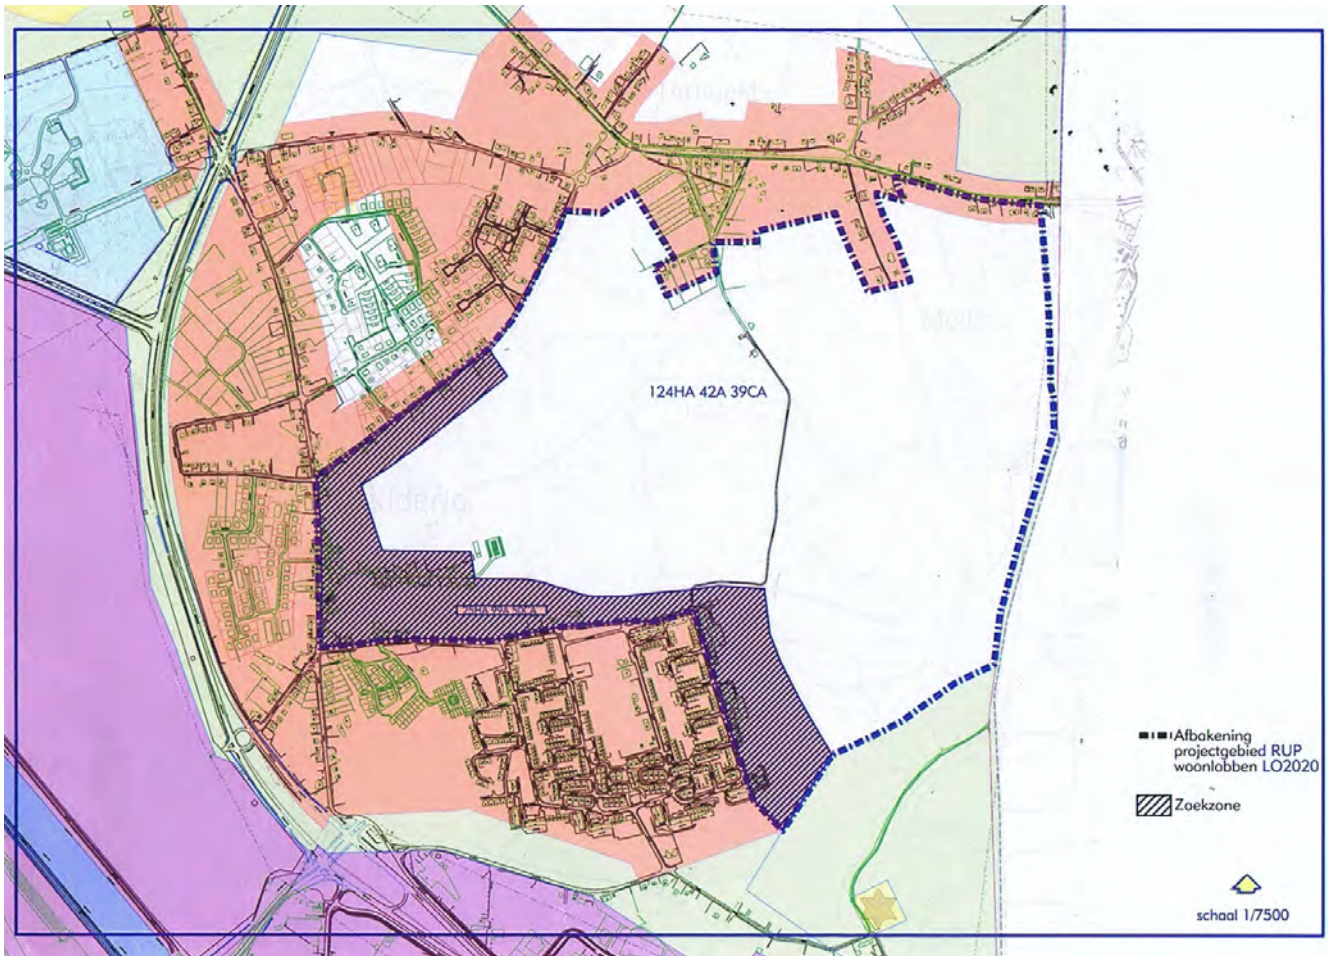 124HA 42A 39CA
Afbakening
projectgebied RUP
woonlobben LO2020
Zoekzone
schaal 1/7500